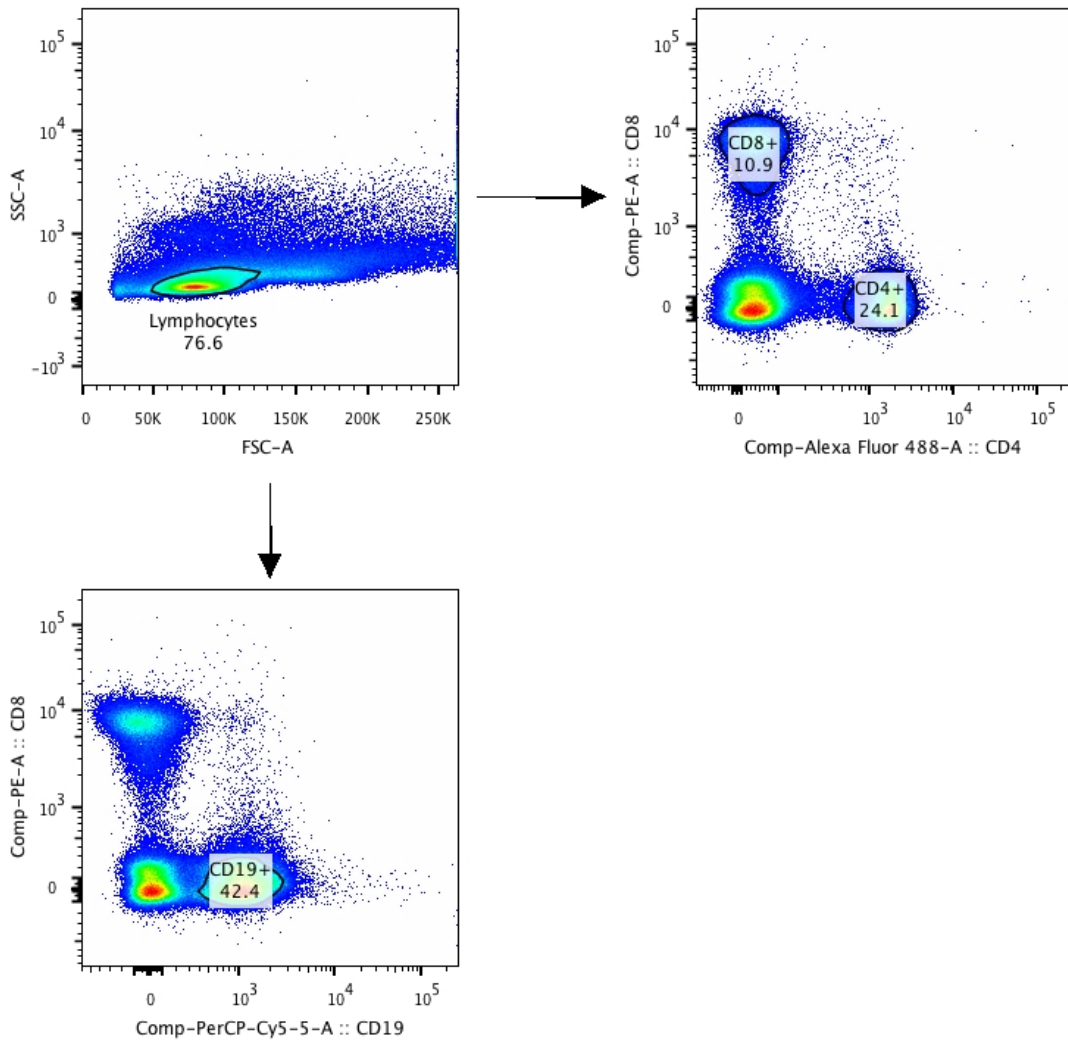 10^5
10^4
10^3
0
-10^3
SSC-A
Lymphocytes
76.6
0 50K 100K 150K 200K 250K
FSC-A
10^5
10^4
10^3
0
Comp-PE-A :: CD8
CD8+
10.9
CD4+
24.1
0 10^3 10^4 10^5
Comp-Alexa Fluor 488-A :: CD4
10^5
10^4
10^3
0
Comp-PE-A :: CD8
CD19+
42.4
0 10^3 10^4 10^5
Comp-PerCP-Cy5-5-A :: CD19